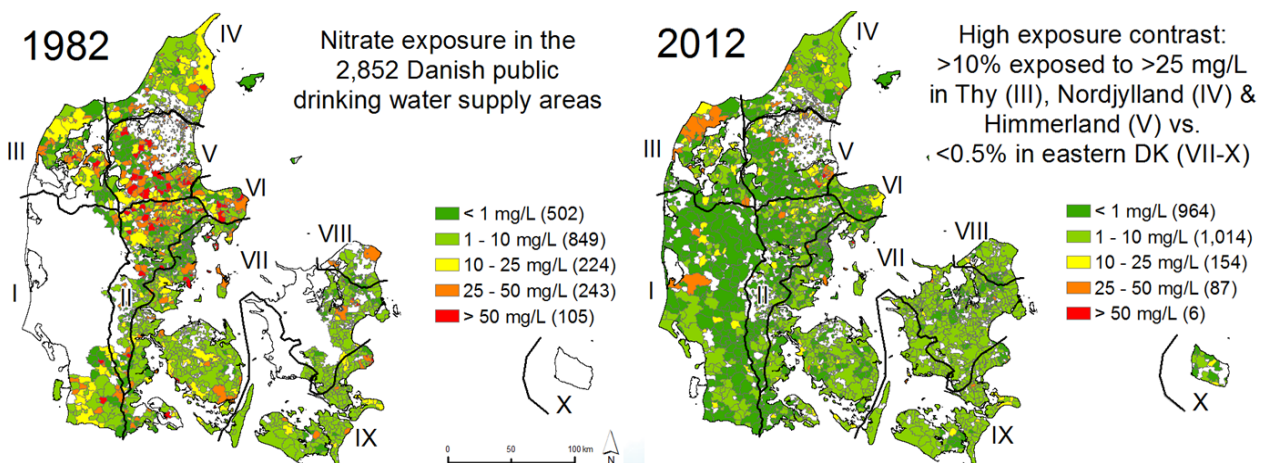 1982
Nitrate exposure in the
2,852 Danish public
drinking water supply areas
IV
III
V
VI
VII
VIII
I
II
IX
X
< 1 mg/L (502)
1 - 10 mg/L (849)
10 - 25 mg/L (224)
25 - 50 mg/L (243)
> 50 mg/L (105)
0 50 100 km
N
2012
High exposure contrast:
>10% exposed to >25 mg/L
in Thy (III), Nordjylland (IV) &
Himmerland (V) vs.
<0.5% in eastern DK (VII-X)
IV
III
V
VI
VII
VIII
I
II
IX
X
< 1 mg/L (964)
1 - 10 mg/L (1,014)
10 - 25 mg/L (154)
25 - 50 mg/L (87)
> 50 mg/L (6)